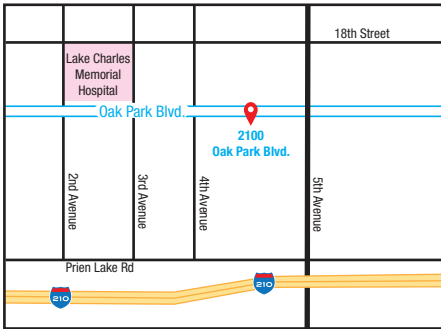 18th Street
Lake Charles
Memorial
Hospital
Oak Park Blvd.
2100
Oak Park Blvd.
2nd Avenue
3rd Avenue
4th Avenue
5th Avenue
Prien Lake Rd
210
210